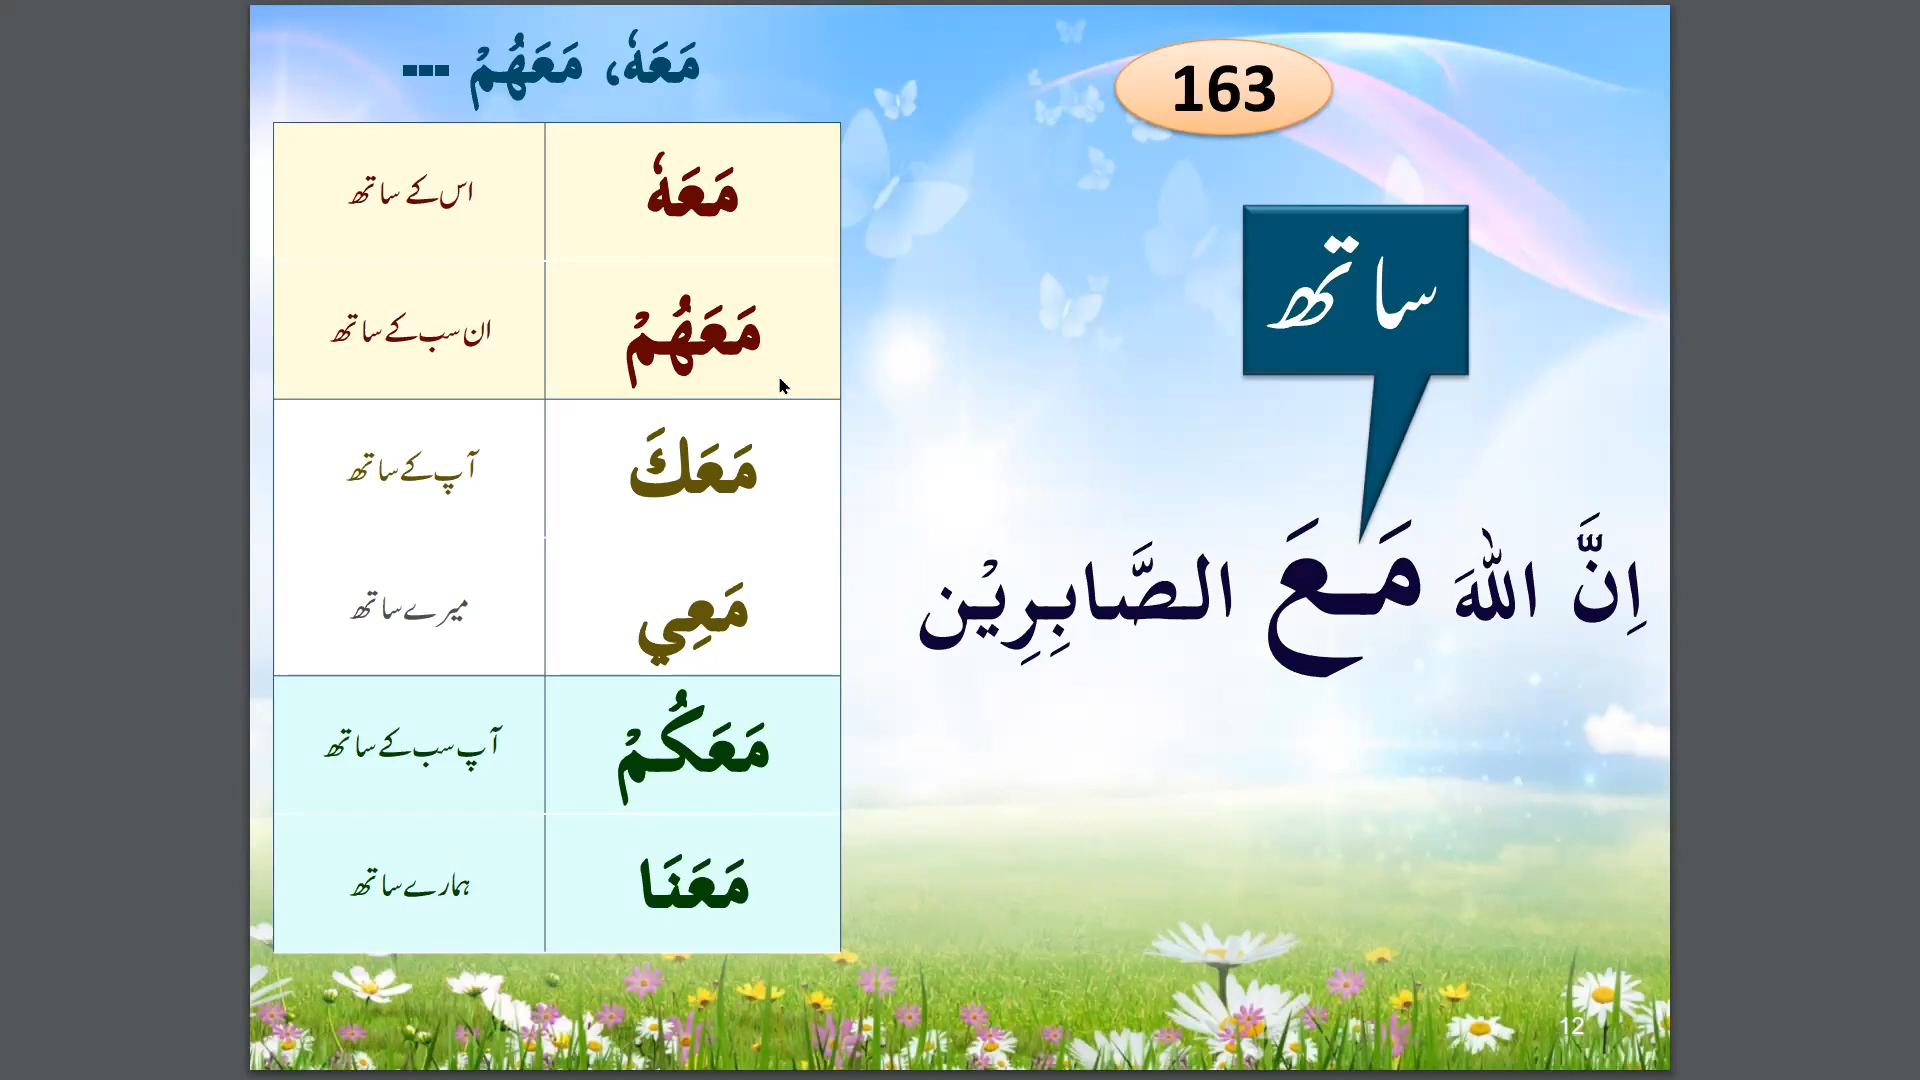 مَعَهٗ، مَعَهُمْ ---
163
مَعَهٗ اس کے ساتھ
مَعَهُمْ ان سب کے ساتھ
مَعَكَ آپ کے ساتھ
مَعِي میرے ساتھ
مَعَكُمْ آپ سب کے ساتھ
مَعَنَا ہمارے ساتھ
ساتھ
اِنَّ اللّٰهَ مَعَ الصَّابِرِيْن
12